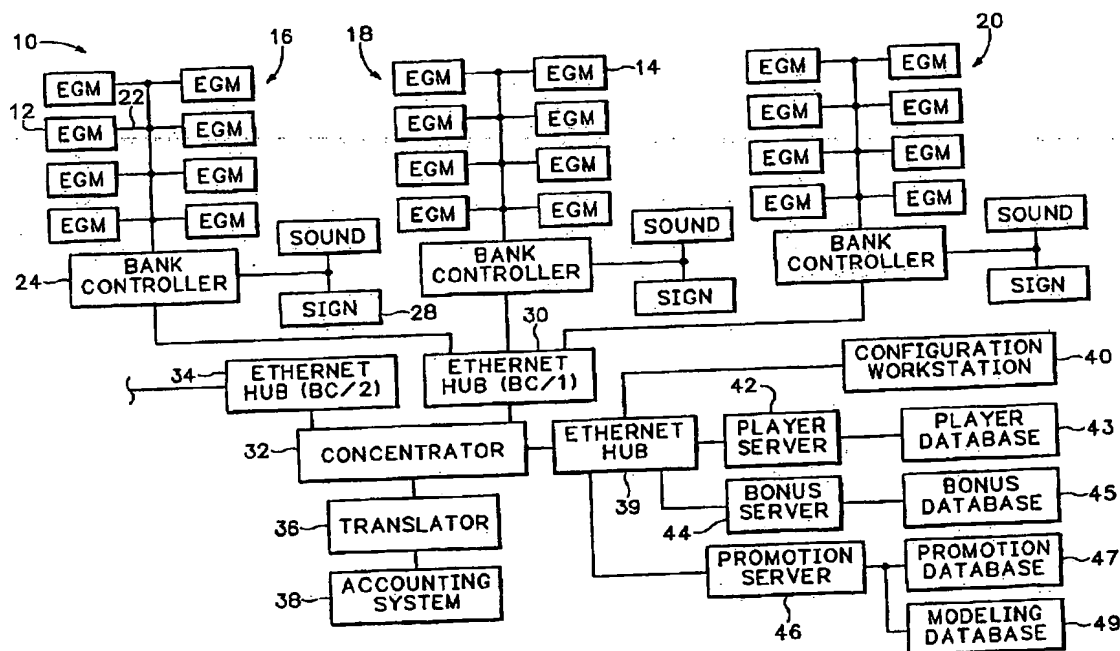 10
16
18
20
EGM EGM EGM EGM EGM EGM
14
12 22
EGM EGM EGM EGM EGM EGM
EGM EGM EGM EGM EGM EGM
EGM EGM EGM EGM EGM EGM
SOUND SOUND SOUND
24
BANK CONTROLLER
BANK CONTROLLER
BANK CONTROLLER
SIGN 28 SIGN SIGN
30
34
ETHERNET HUB (BC/2)
ETHERNET HUB (BC/1)
CONFIGURATION WORKSTATION
40
42
32
CONCENTRATOR
ETHERNET HUB
39
PLAYER SERVER
PLAYER DATABASE
43
44
BONUS SERVER
BONUS DATABASE
45
36
TRANSLATOR
38
ACCOUNTING SYSTEM
PROMOTION SERVER
46
PROMOTION DATABASE
47
MODELING DATABASE
49